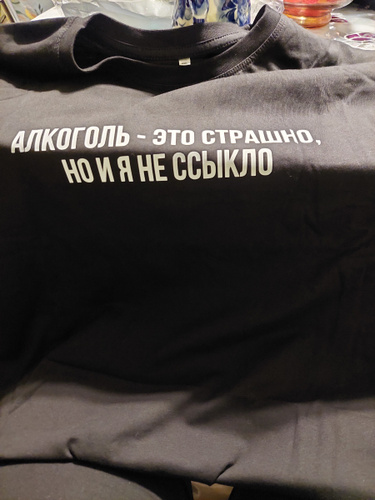 АЛКОГОЛЬ - ЭТО СТРАШНО,
НО И Я НЕ ССЫКЛО